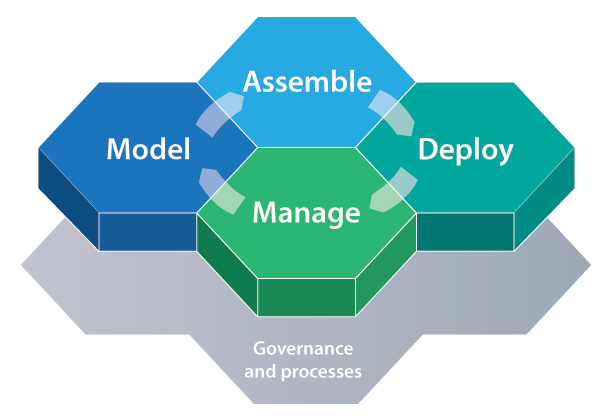 Assemble
Model
Deploy
Manage
Governance
and processes